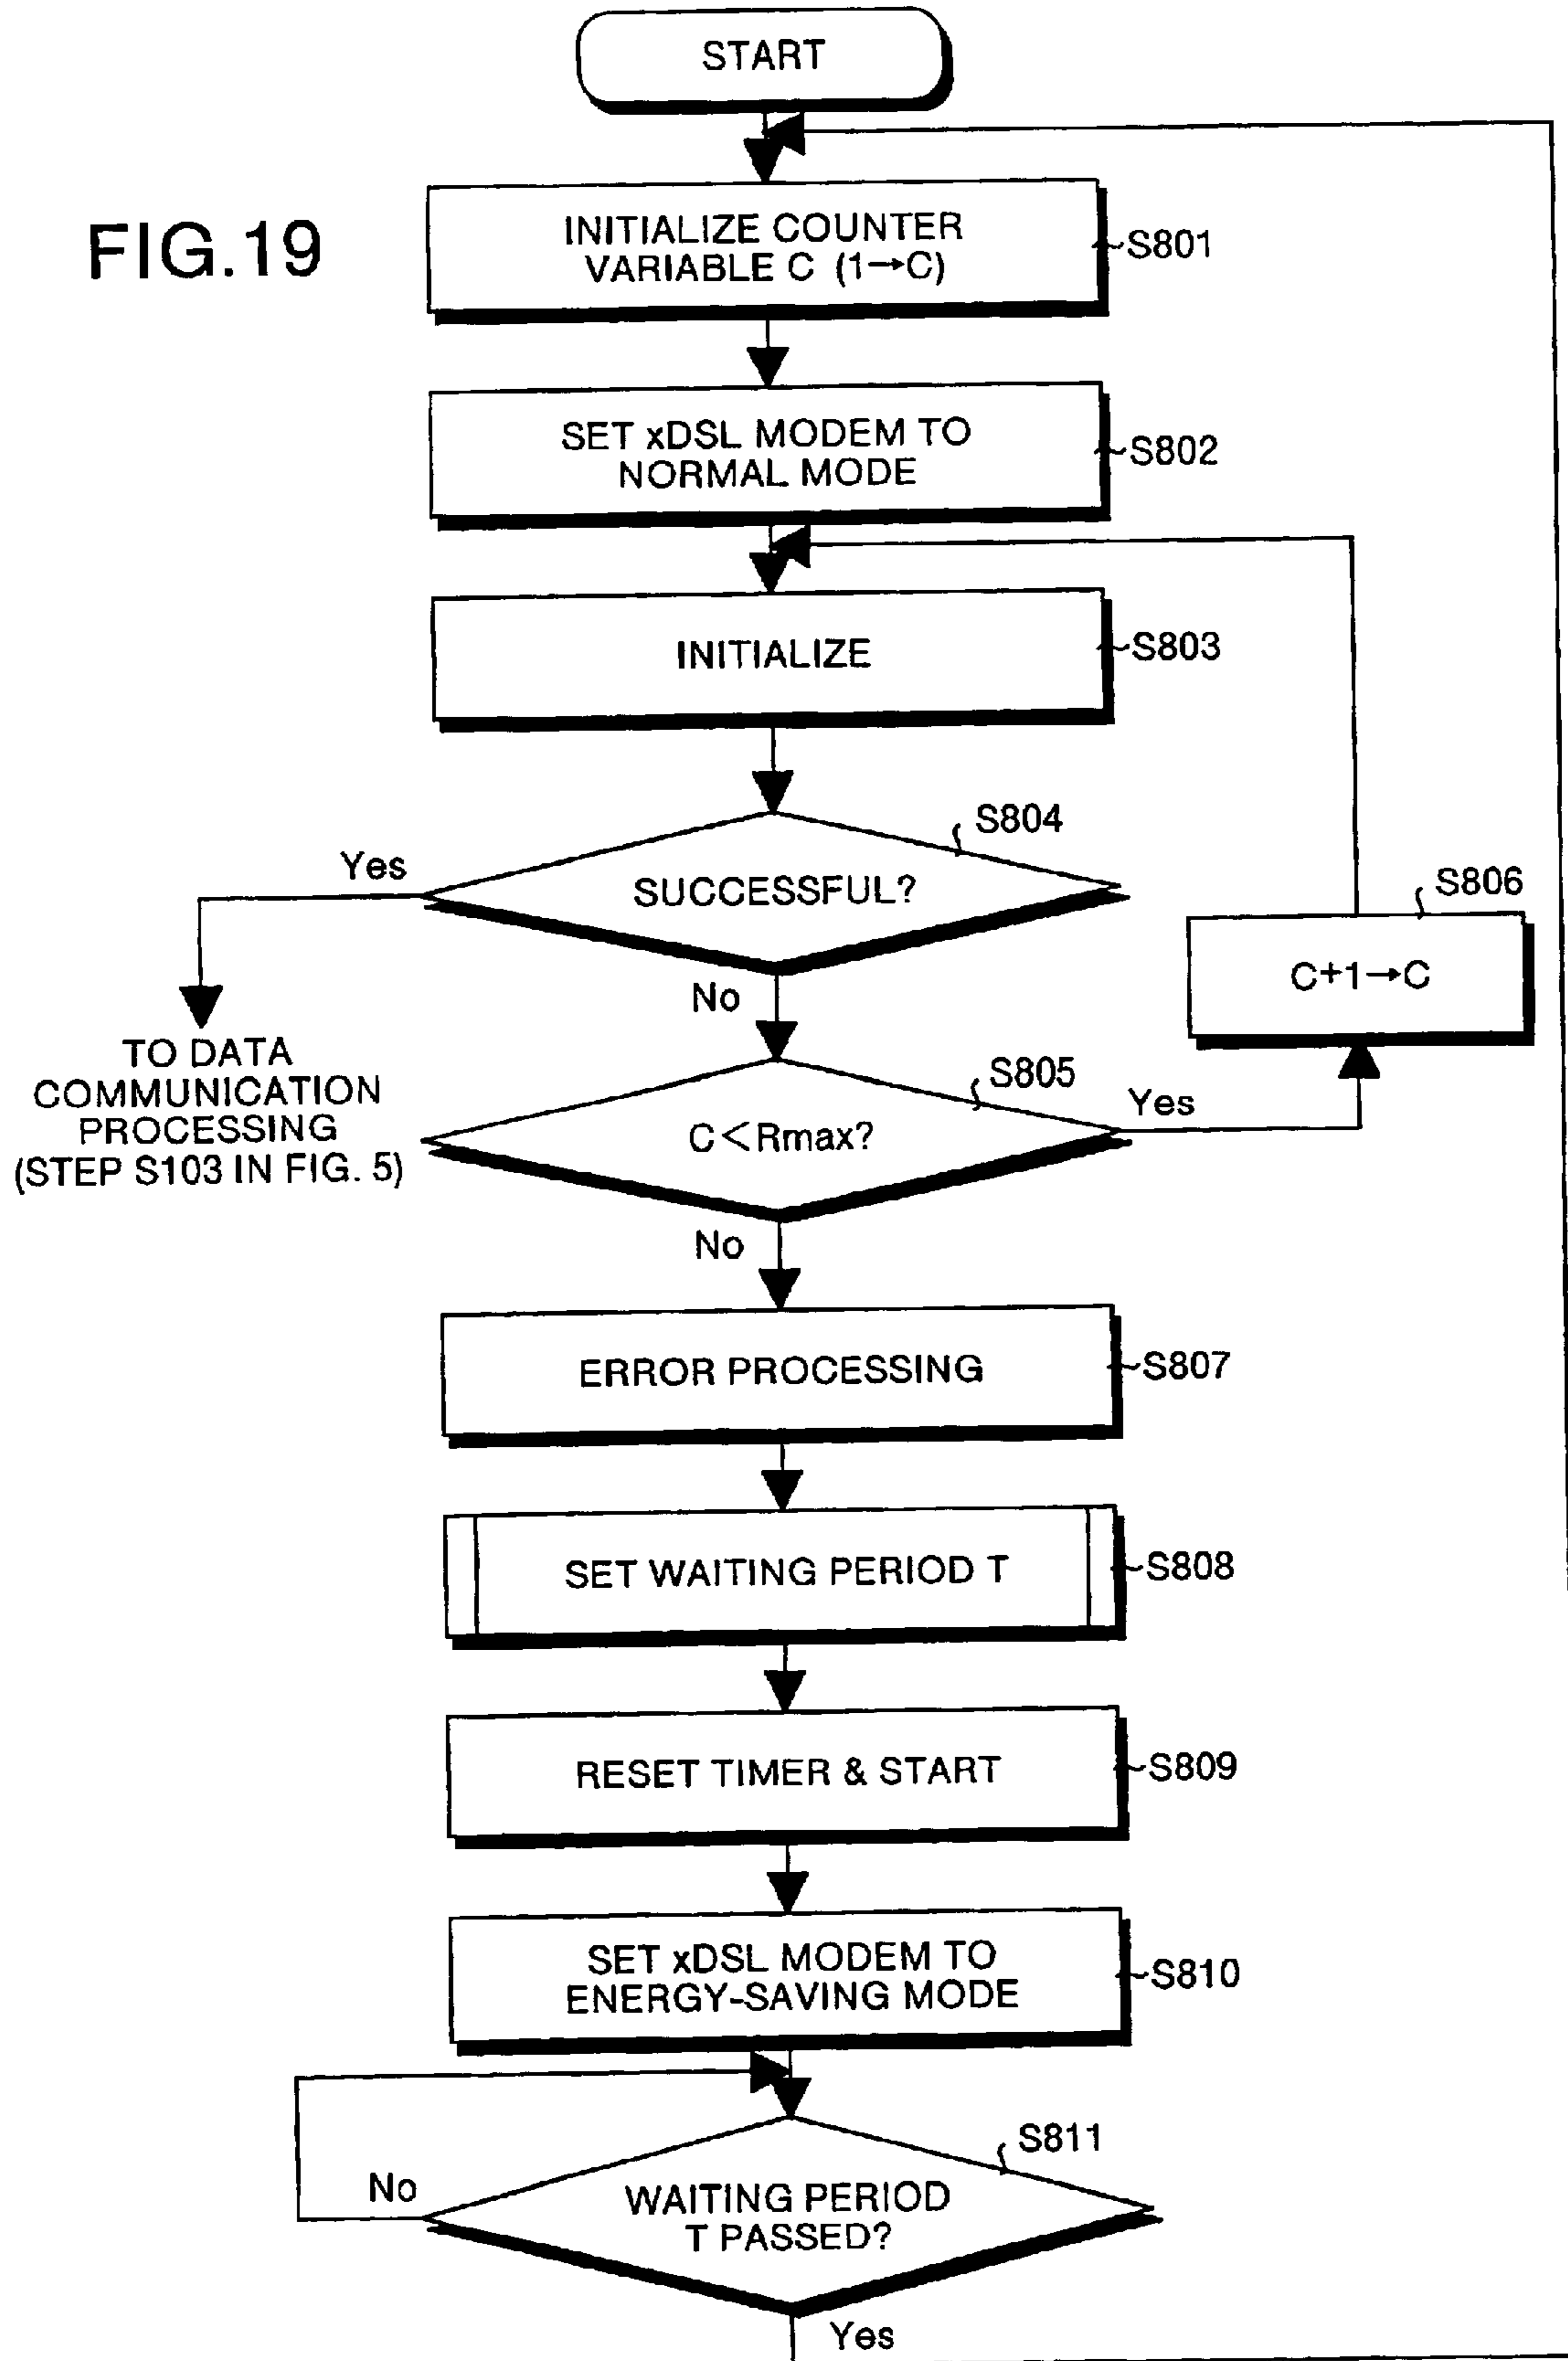 START
FIG.19
INITIALIZE COUNTER
VARIABLE C (1→C)
S801
SET xDSL MODEM TO
NORMAL MODE
S802
INITIALIZE
S803
S804
Yes
SUCCESSFUL?
S806
C+1→C
No
TO DATA
COMMUNICATION
PROCESSING
(STEP S103 IN FIG. 5)
S805
Yes
C<Rmax?
No
ERROR PROCESSING
S807
SET WAITING PERIOD T
S808
RESET TIMER & START
S809
SET xDSL MODEM TO
ENERGY-SAVING MODE
S810
S811
No
WAITING PERIOD
T PASSED?
Yes